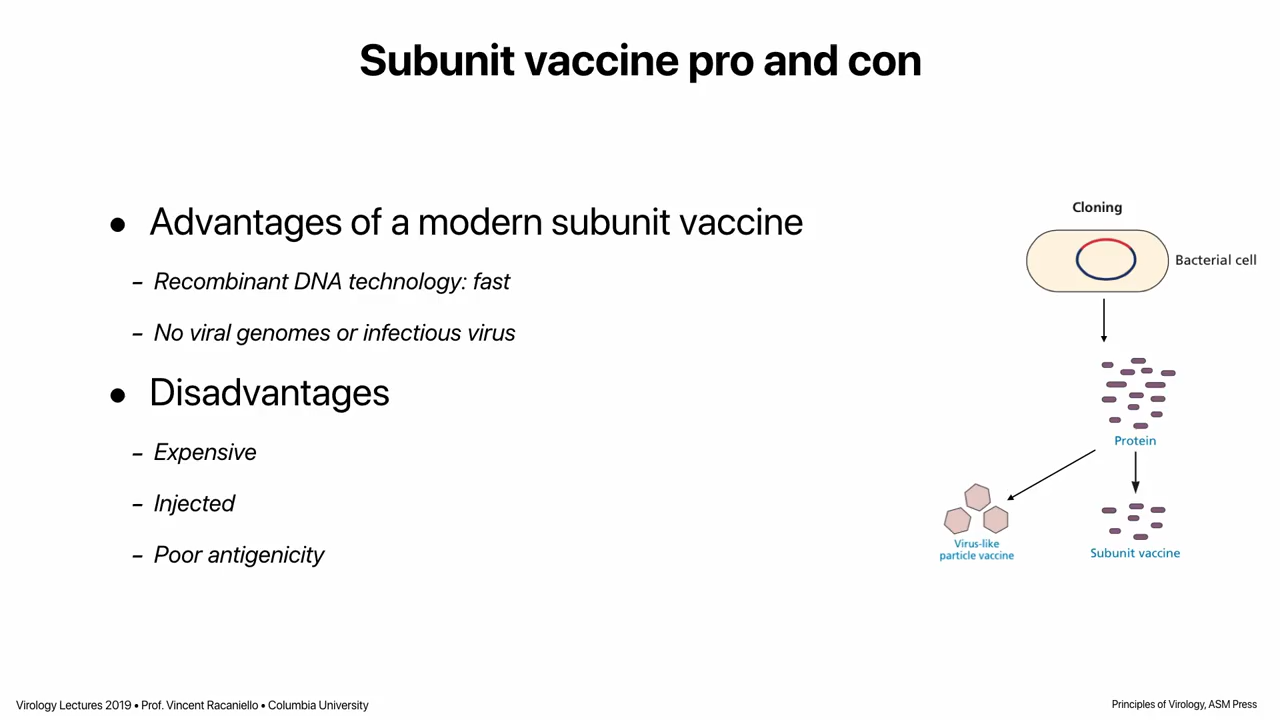 Subunit vaccine pro and con
• Advantages of a modern subunit vaccine
– Recombinant DNA technology: fast
– No viral genomes or infectious virus
• Disadvantages
– Expensive
– Injected
– Poor antigenicity
Cloning
Bacterial cell
Protein
Virus-like
particle vaccine
Subunit vaccine
Virology Lectures 2019 • Prof. Vincent Racaniello • Columbia University
Principles of Virology, ASM Press